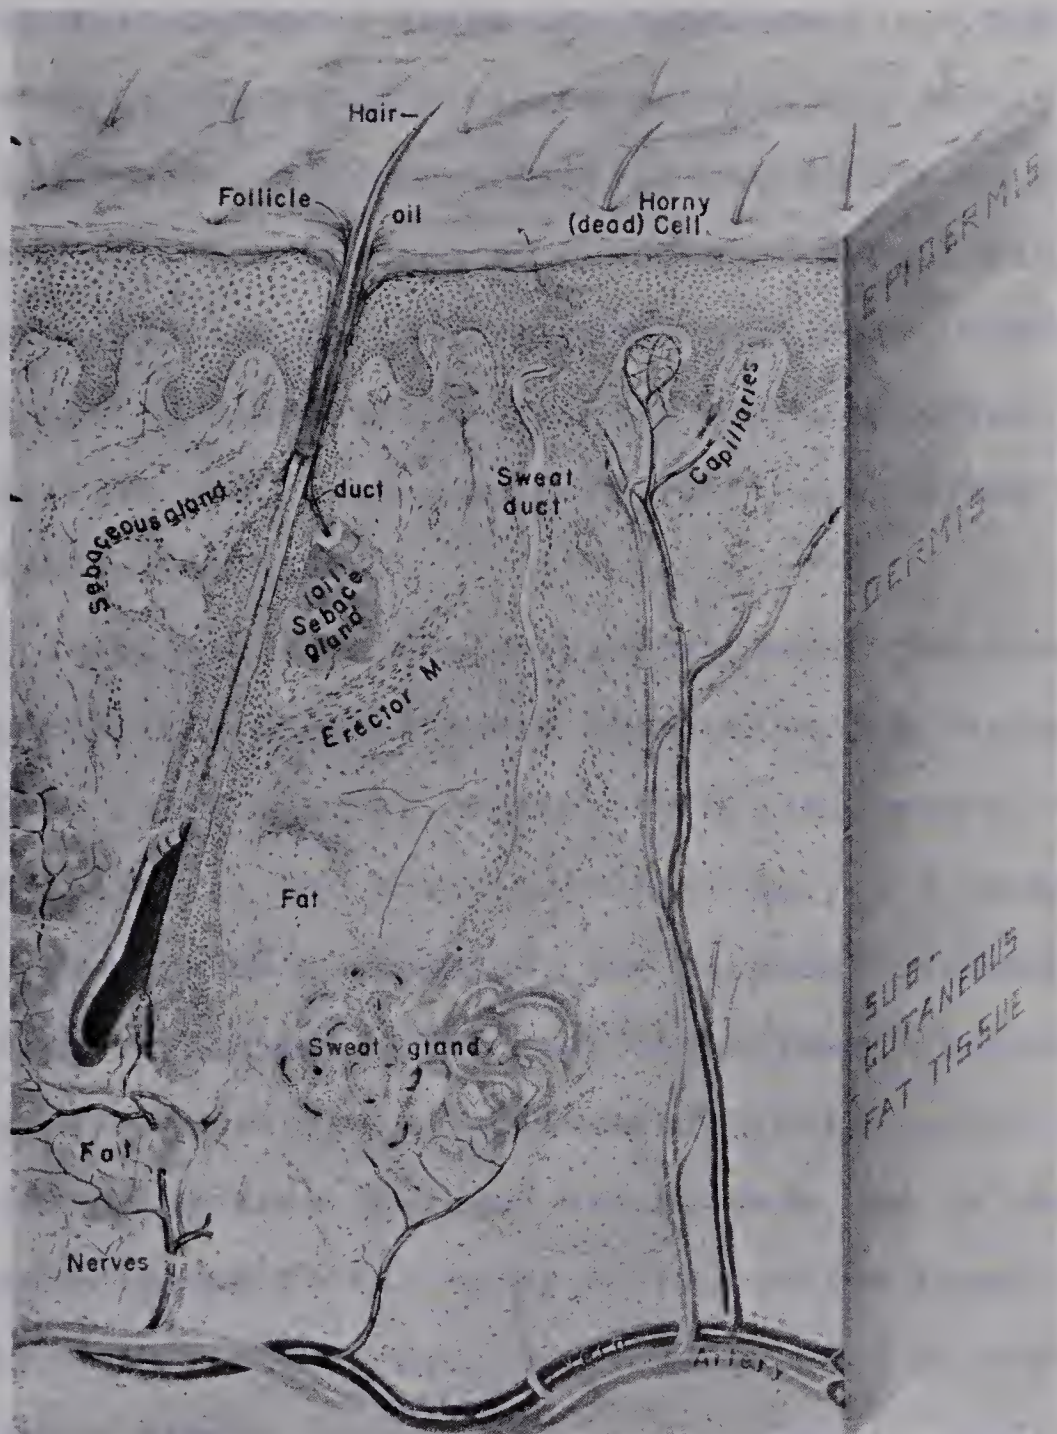 Hair
Follicle
oil
Horny
(dead) Cell
EPIDERMIS
Capillaries
Sweat
duct
duct
Sebaceous gland
Sebace
gland
DERMIS
Erector M
Fat
SUB-
CUTANEOUS
FAT TISSUE
Sweat gland
Fat
Nerves
Vein
Artery